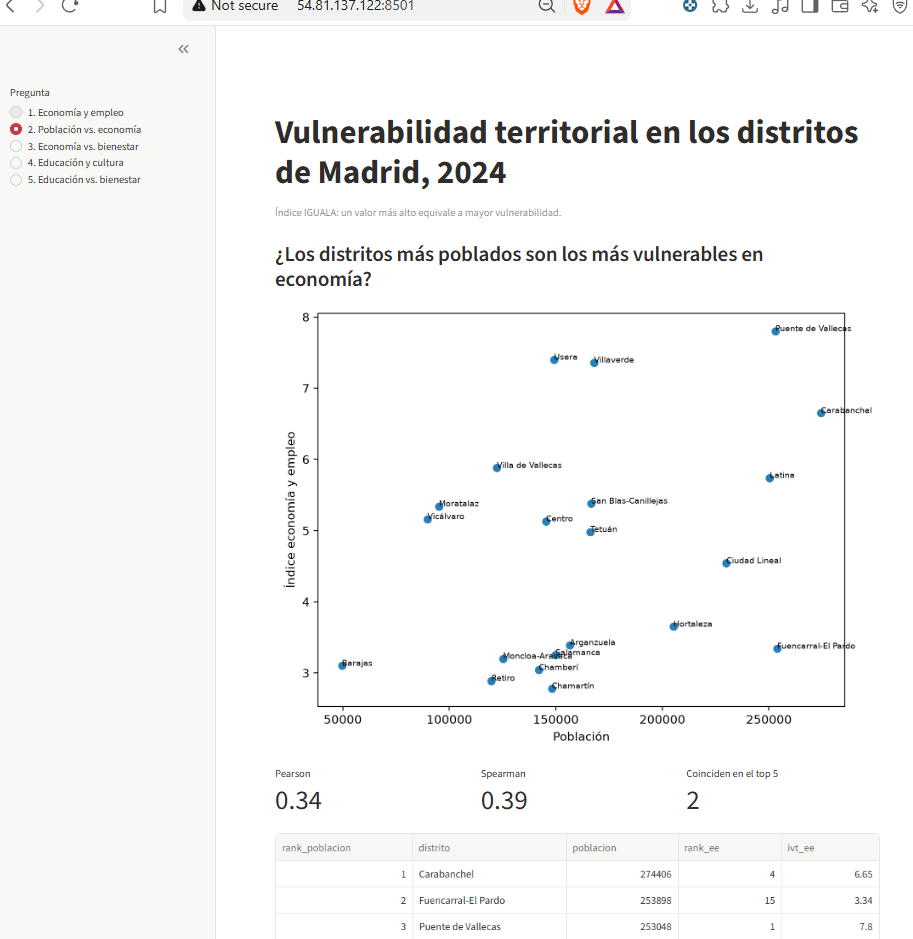 Not secure 54.81.137.122:8501
Pregunta
1. Economía y empleo
2. Población vs. economía
3. Economía vs. bienestar
4. Educación y cultura
5. Educación vs. bienestar
Vulnerabilidad territorial en los distritos
de Madrid, 2024
Índice IGUALA: un valor más alto equivale a mayor vulnerabilidad.
¿Los distritos más poblados son los más vulnerables en
economía?
8
Puente de Vallecas
Usera
Villaverde
7
Carabanchel
6
Villa de Vallecas
Latina
Moratalaz
San Blas-Canillejas
Vicálvaro
Centro
5
Tetuán
Ciudad Lineal
4
Hortaleza
Arganzuela
Fuencarral-El Pardo
Salamanca
Moncloa-Aravaca
Barajas
Chamberí
3
Retiro
Chamartín
Índice economía y empleo
50000 100000 150000 200000 250000
Población
Pearson Spearman Coinciden en el top 5
0.34 0.39 2
rank_poblacion distrito poblacion rank_ee ivt_ee
1 Carabanchel 274406 4 6.65
2 Fuencarral-El Pardo 253898 15 3.34
3 Puente de Vallecas 253048 1 7.8